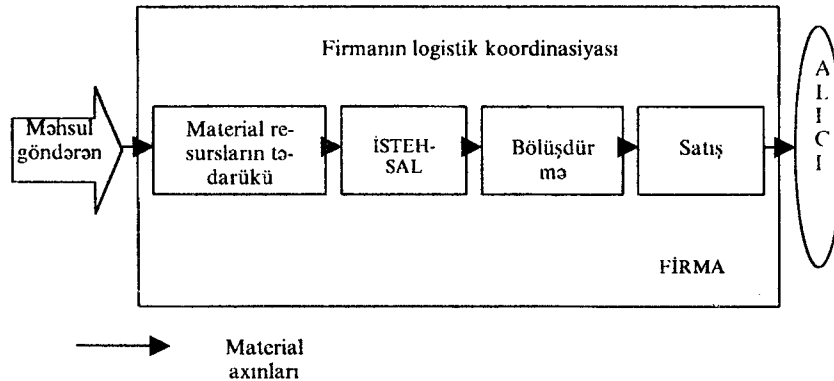 Firmanın logistik koordinasiyası
Məhsul
göndərən
Material re-
sursların tə-
darükü
İSTEH-
SAL
Bölüşdür
mə
Satış
A
L
I
C
I
FİRMA
Material
axınları